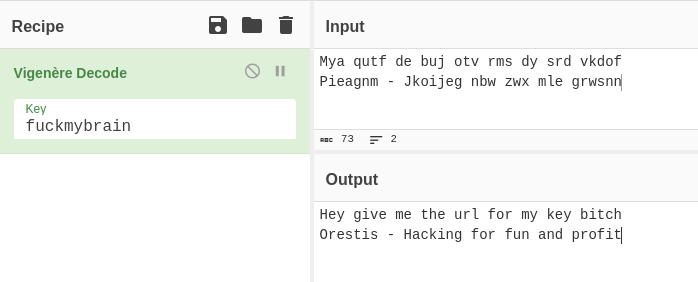 Recipe
Vigenère Decode
Key
fuckmybrain
Input
Mya qutf de buj otv rms dy srd vkdof
Pieagnm - Jkoijeg nbw zwx mle grwsnn
ABC 73 2
Output
Hey give me the url for my key bitch
Orestis - Hacking for fun and profit